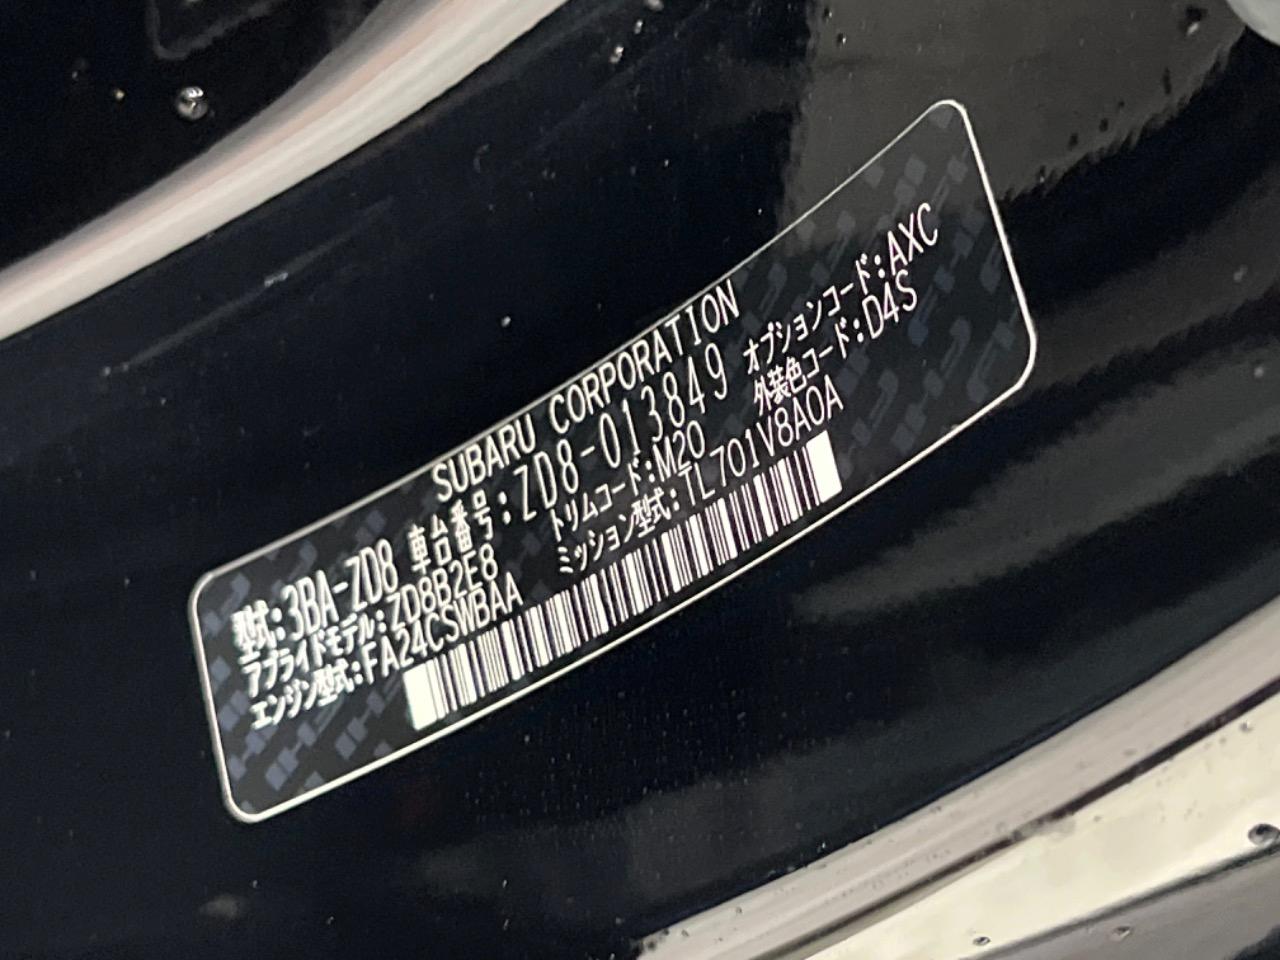 SUBARU CORPORATION
型式:3BA-ZD8 車台番号:ZD8-013849
アプライドモデル:ZD8B2E8 トリムコード:M20 オプションコード:AXC
エンジン型式:FA24CSWBAA ミッション型式:TL701V8A0A 外装色コード:D4S